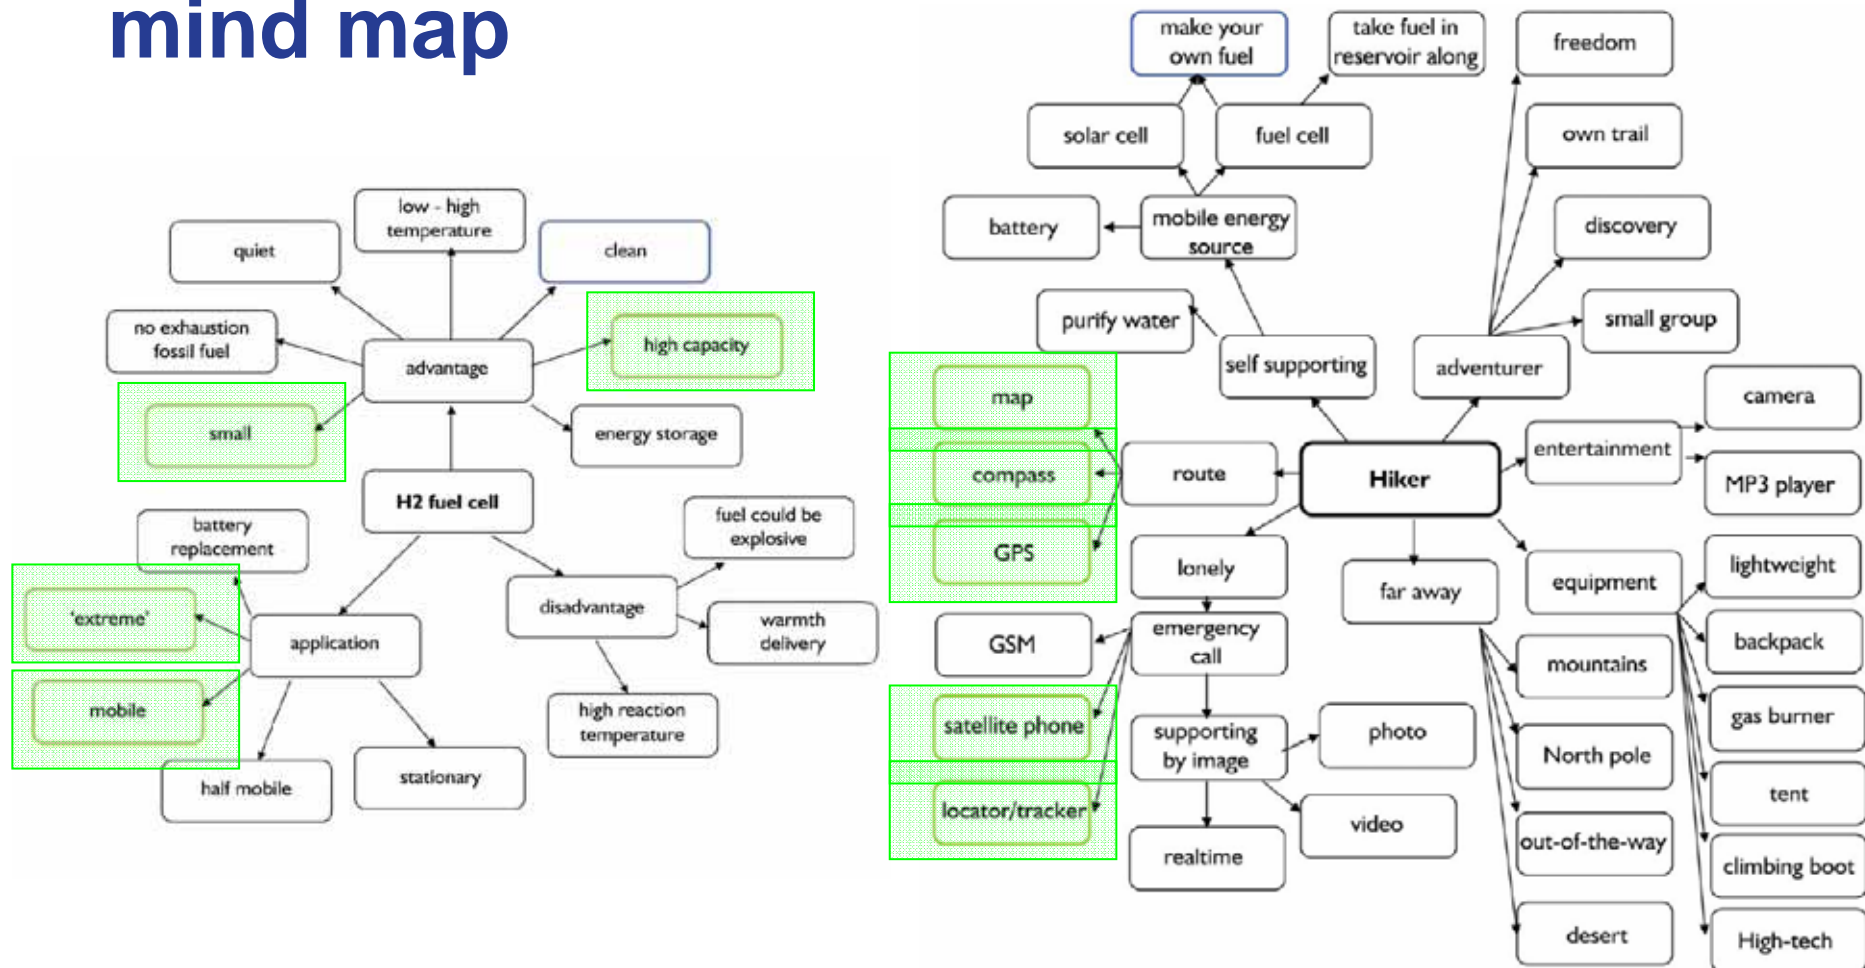 mind map
low - high
temperature
quiet
clean
no exhaustion
fossil fuel
advantage
high capacity
small
energy storage
H2 fuel cell
battery
replacement
fuel could be
explosive
'extreme'
application
disadvantage
warmth
delivery
mobile
high reaction
temperature
half mobile
stationary
make your
own fuel
take fuel in
reservoir along
freedom
solar cell
fuel cell
own trail
battery
mobile energy
source
discovery
purify water
self supporting
adventurer
small group
map
camera
compass
route
Hiker
entertainment
MP3 player
GPS
lonely
far away
equipment
lightweight
GSM
emergency
call
mountains
backpack
satellite phone
supporting
by image
photo
North pole
gas burner
locator/tracker
realtime
video
out-of-the-way
tent
climbing boot
desert
High-tech